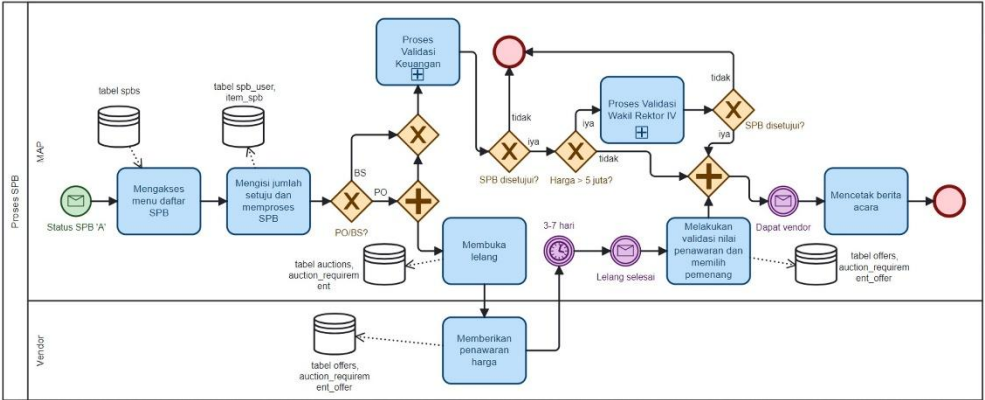 Proses SPB
MAP
Vendor
tabel spbs
tabel spb_user,
item_spb
Status SPB 'A'
Mengakses
menu daftar
SPB
Mengisi jumlah
setuju dan
memproses
SPB
BS
PO
PO/BS?
Proses
Validasi
Keuangan
tidak
iya
SPB disetujui?
iya
tidak
Harga > 5 juta?
Proses Validasi
Wakil Rektor IV
tidak
SPB disetujui?
iya
Dapat vendor
Mencetak berita
acara
tabel auctions,
auction_requirem
ent
Membuka
lelang
3-7 hari
Lelang selesai
Melakukan
validasi nilai
penawaran dan
memilih
pemenang
tabel offers,
auction_requirem
ent_offer
tabel offers,
auction_requirem
ent_offer
Memberikan
penawaran
harga